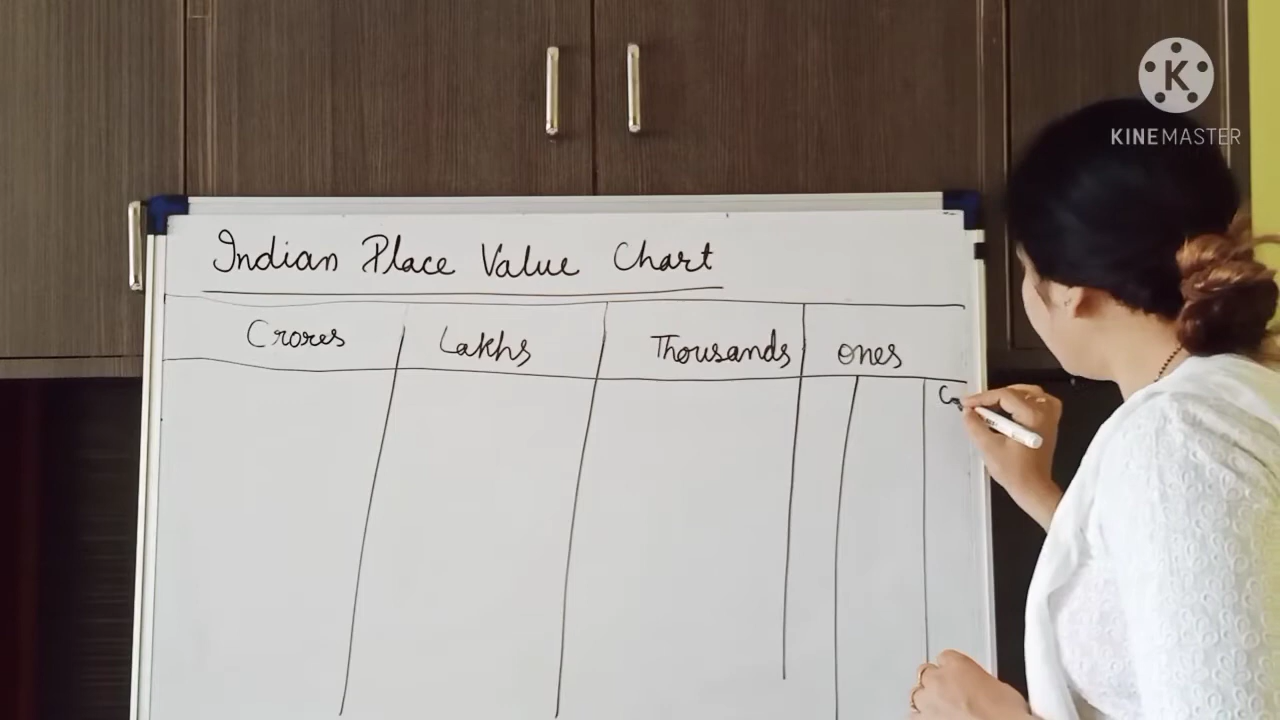 K
KINEMASTER
Indian Place Value Chart
Crores Lakhs Thousands ones